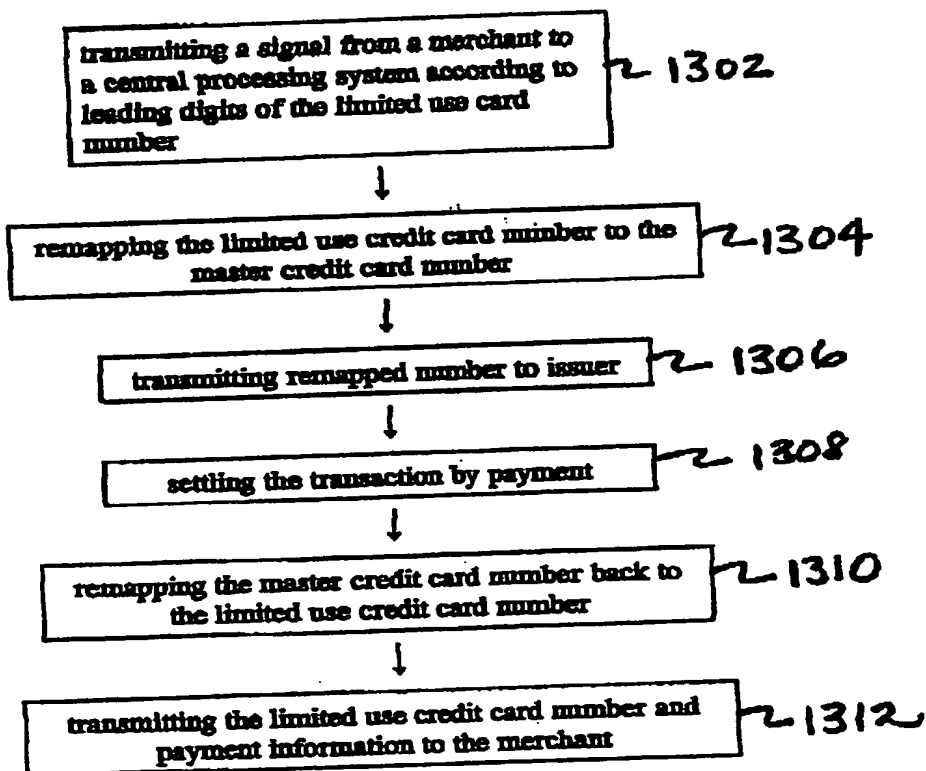 transmitting a signal from a merchant to
a central processing system according to
leading digits of the limited use card
number
1302
remapping the limited use credit card number to the
master credit card number
1304
transmitting remapped number to issuer
1306
settling the transaction by payment
1308
remapping the master credit card number back to
the limited use credit card number
1310
transmitting the limited use credit card number and
payment information to the merchant
1312